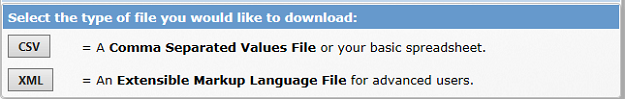 Select the type of file you would like to download:
CSV = A Comma Separated Values File or your basic spreadsheet.
XML = An Extensible Markup Language File for advanced users.